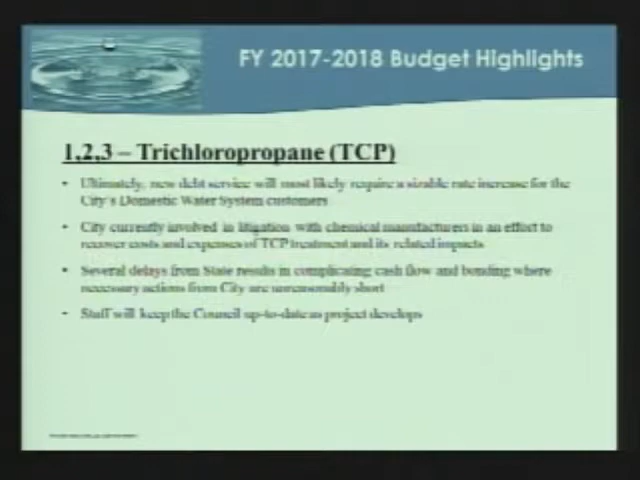 FY 2017-2018 Budget Highlights
1,2,3 – Trichloropropane (TCP)
• Ultimately, new debt service will most likely require a sizable rate increase for the
City's Domestic Water System customers
• City currently involved in litigation with chemical manufacturers in an effort to
recover costs and expenses of TCP treatment and its related impacts
• Several delays from State results in complicating cash flow and bonding where
necessary actions from City are unreasonably short
• Staff will keep the Council up-to-date as project develops